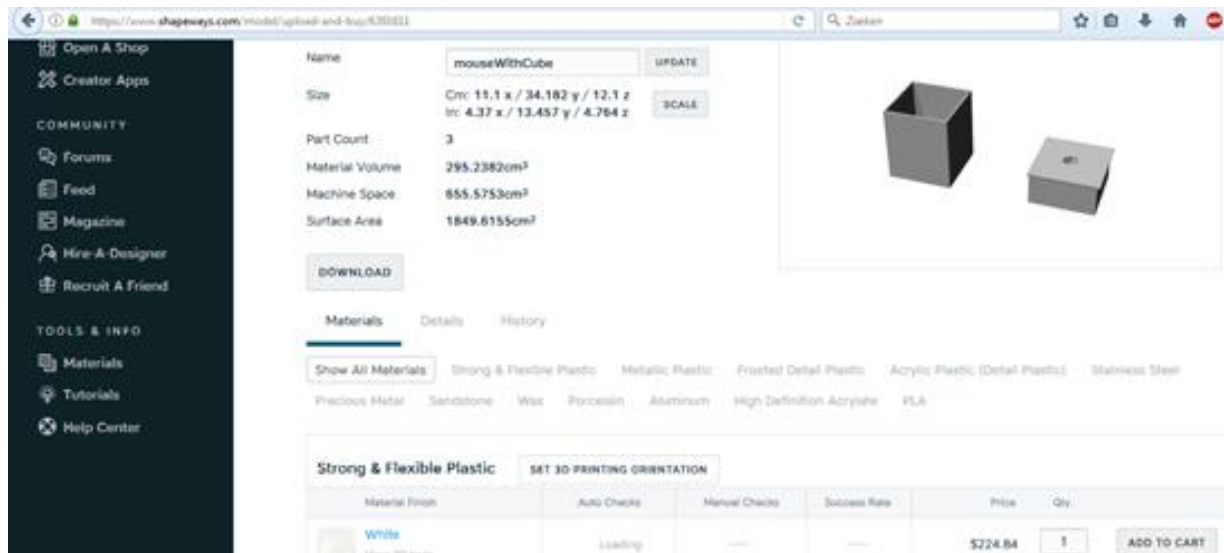 https://www.shapeways.com/model/upload-and-buy/
Zoeken
Open A Shop
Creator Apps
COMMUNITY
Forums
Feed
Magazine
Hire-A-Designer
Recruit A Friend
TOOLS & INFO
Materials
Tutorials
Help Center
Name mouseWithCube UPDATE
Size Cm: 11.1 x / 34.182 y / 12.1 z SCALE
In: 4.37 x / 13.457 y / 4.764 z
Part Count 3
Material Volume 295.2382cm³
Machine Space 655.5753cm³
Surface Area 1849.6155cm²
DOWNLOAD
Materials Details History
Show All Materials Strong & Flexible Plastic Metallic Plastic Frosted Detail Plastic Acrylic Plastic (Detail Plastic) Stainless Steel
Precious Metal Sandstone Wax Porcelain Aluminum High Definition Acrylate PLA
Strong & Flexible Plastic SET 3D PRINTING ORIENTATION
Material Finish Auto Checks Manual Checks Success Rate Price Qty
White Loading $224.84 1 ADD TO CART